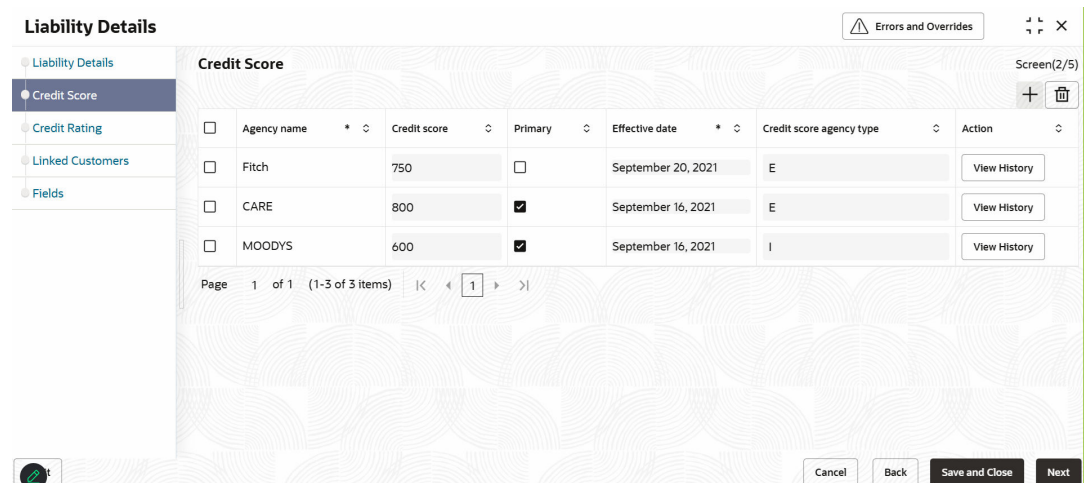 Liability Details
Errors and Overrides
Liability Details
Credit Score
Credit Rating
Linked Customers
Fields
Credit Score
Screen(2/5)
Agency name * Credit score Primary Effective date * Credit score agency type Action
Fitch 750 September 20, 2021 E View History
CARE 800 September 16, 2021 E View History
MOODYS 600 September 16, 2021 I View History
Page 1 of 1 (1-3 of 3 items) 1
Cancel Back Save and Close Next